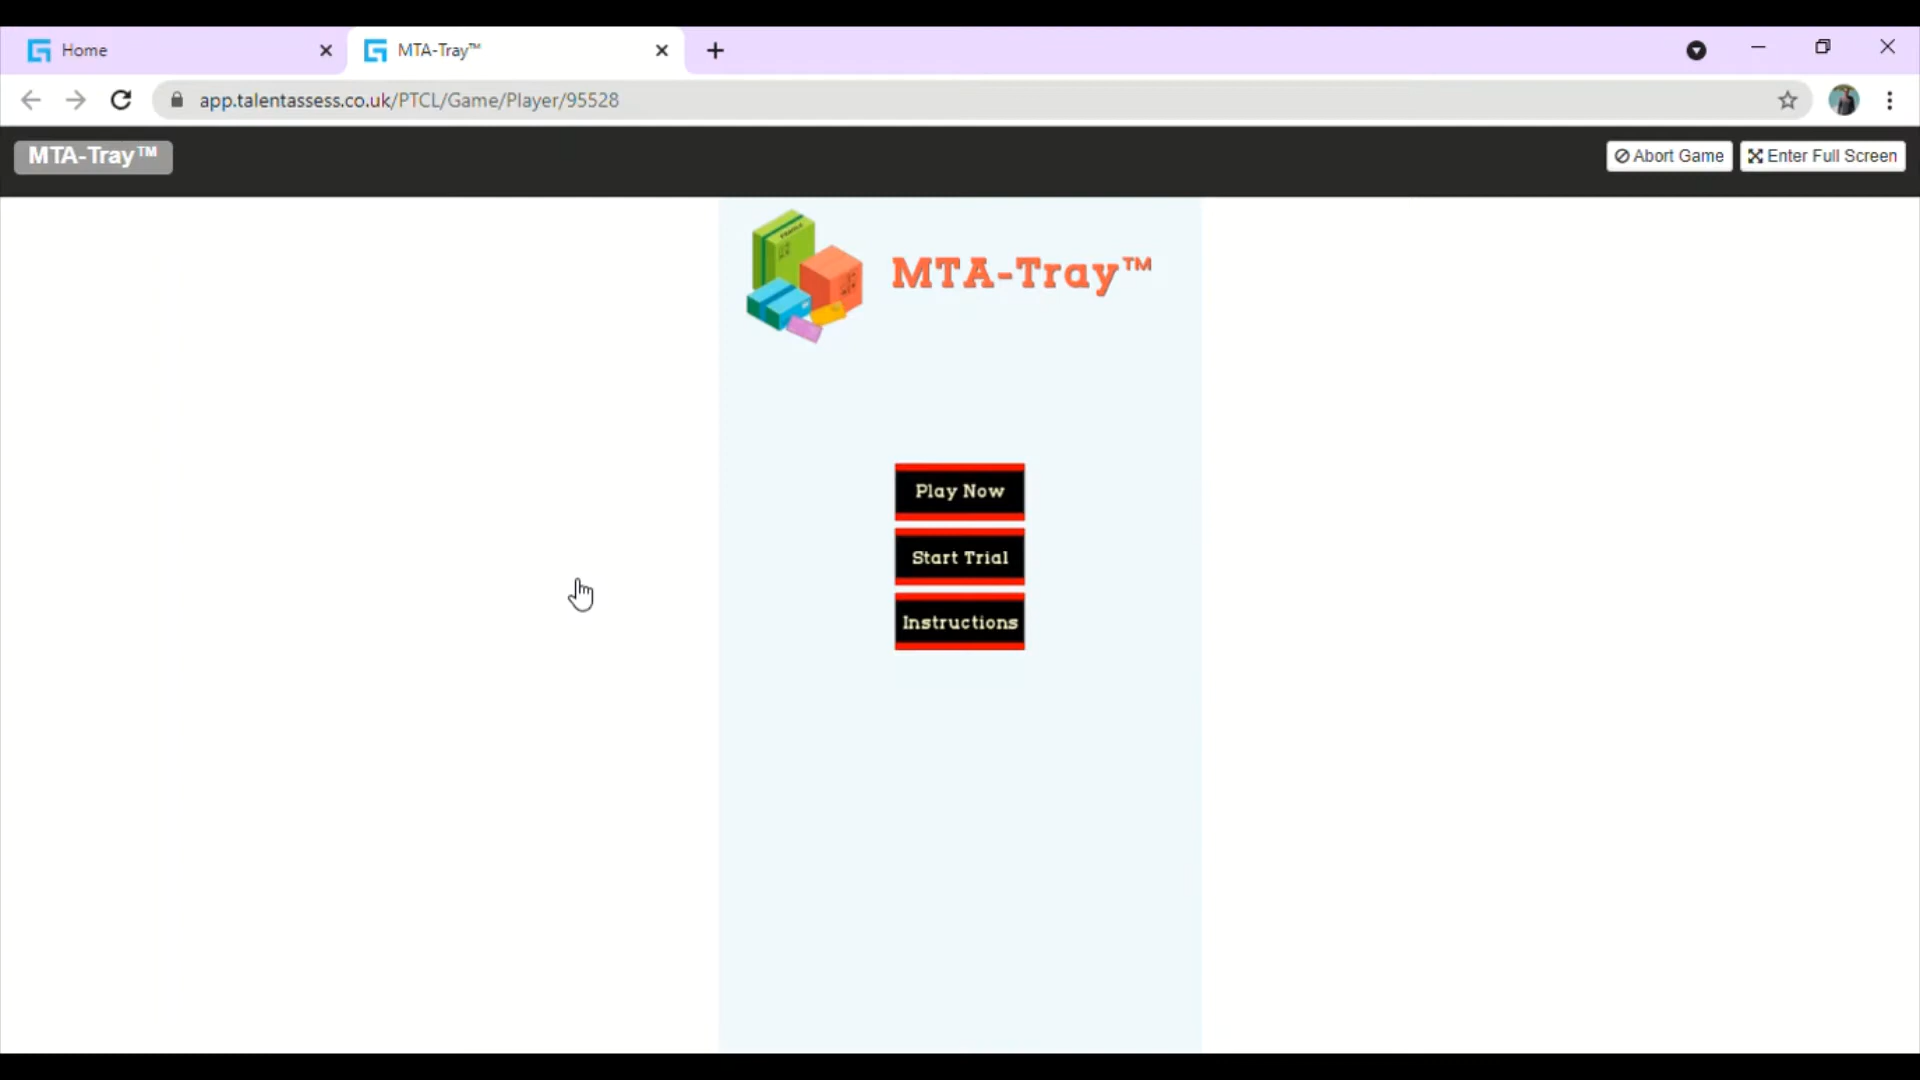 Home
MTA-Tray™
app.talentassess.co.uk/PTCL/Game/Player/95528
MTA-Tray™
Abort Game
Enter Full Screen
MTA-Tray™
Play Now
Start Trial
Instructions